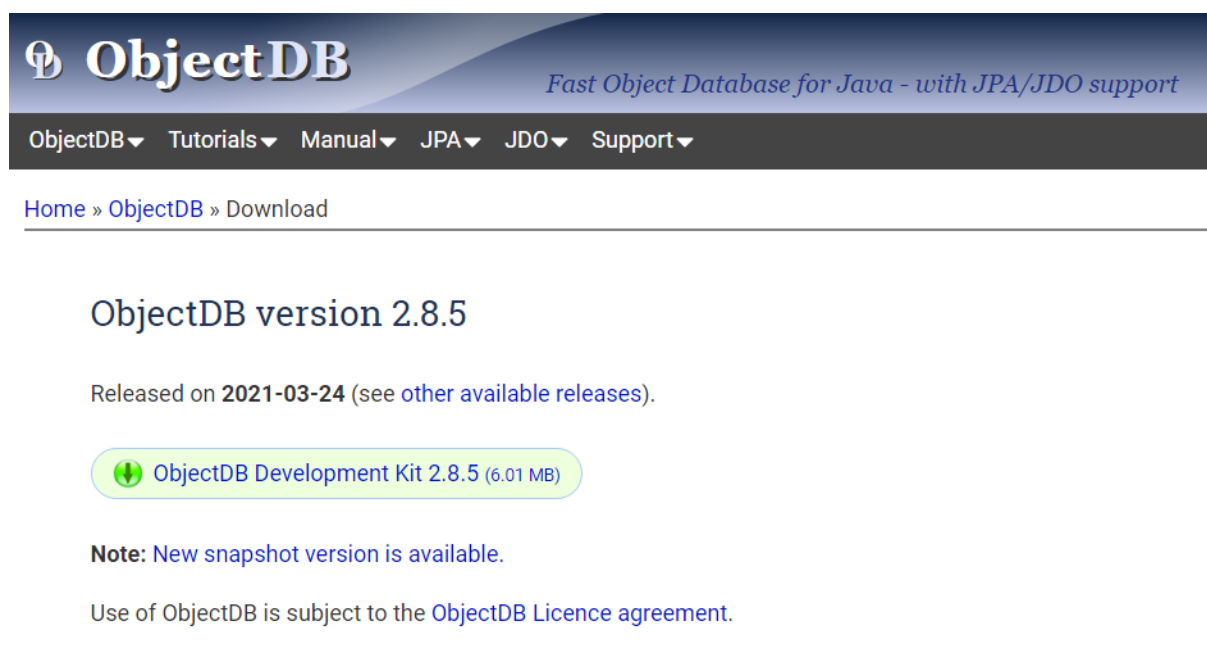 ObjectDB
Fast Object Database for Java - with JPA/JDO support
ObjectDB Tutorials Manual JPA JDO Support
Home » ObjectDB » Download
ObjectDB version 2.8.5
Released on 2021-03-24 (see other available releases).
ObjectDB Development Kit 2.8.5 (6.01 MB)
Note: New snapshot version is available.
Use of ObjectDB is subject to the ObjectDB Licence agreement.